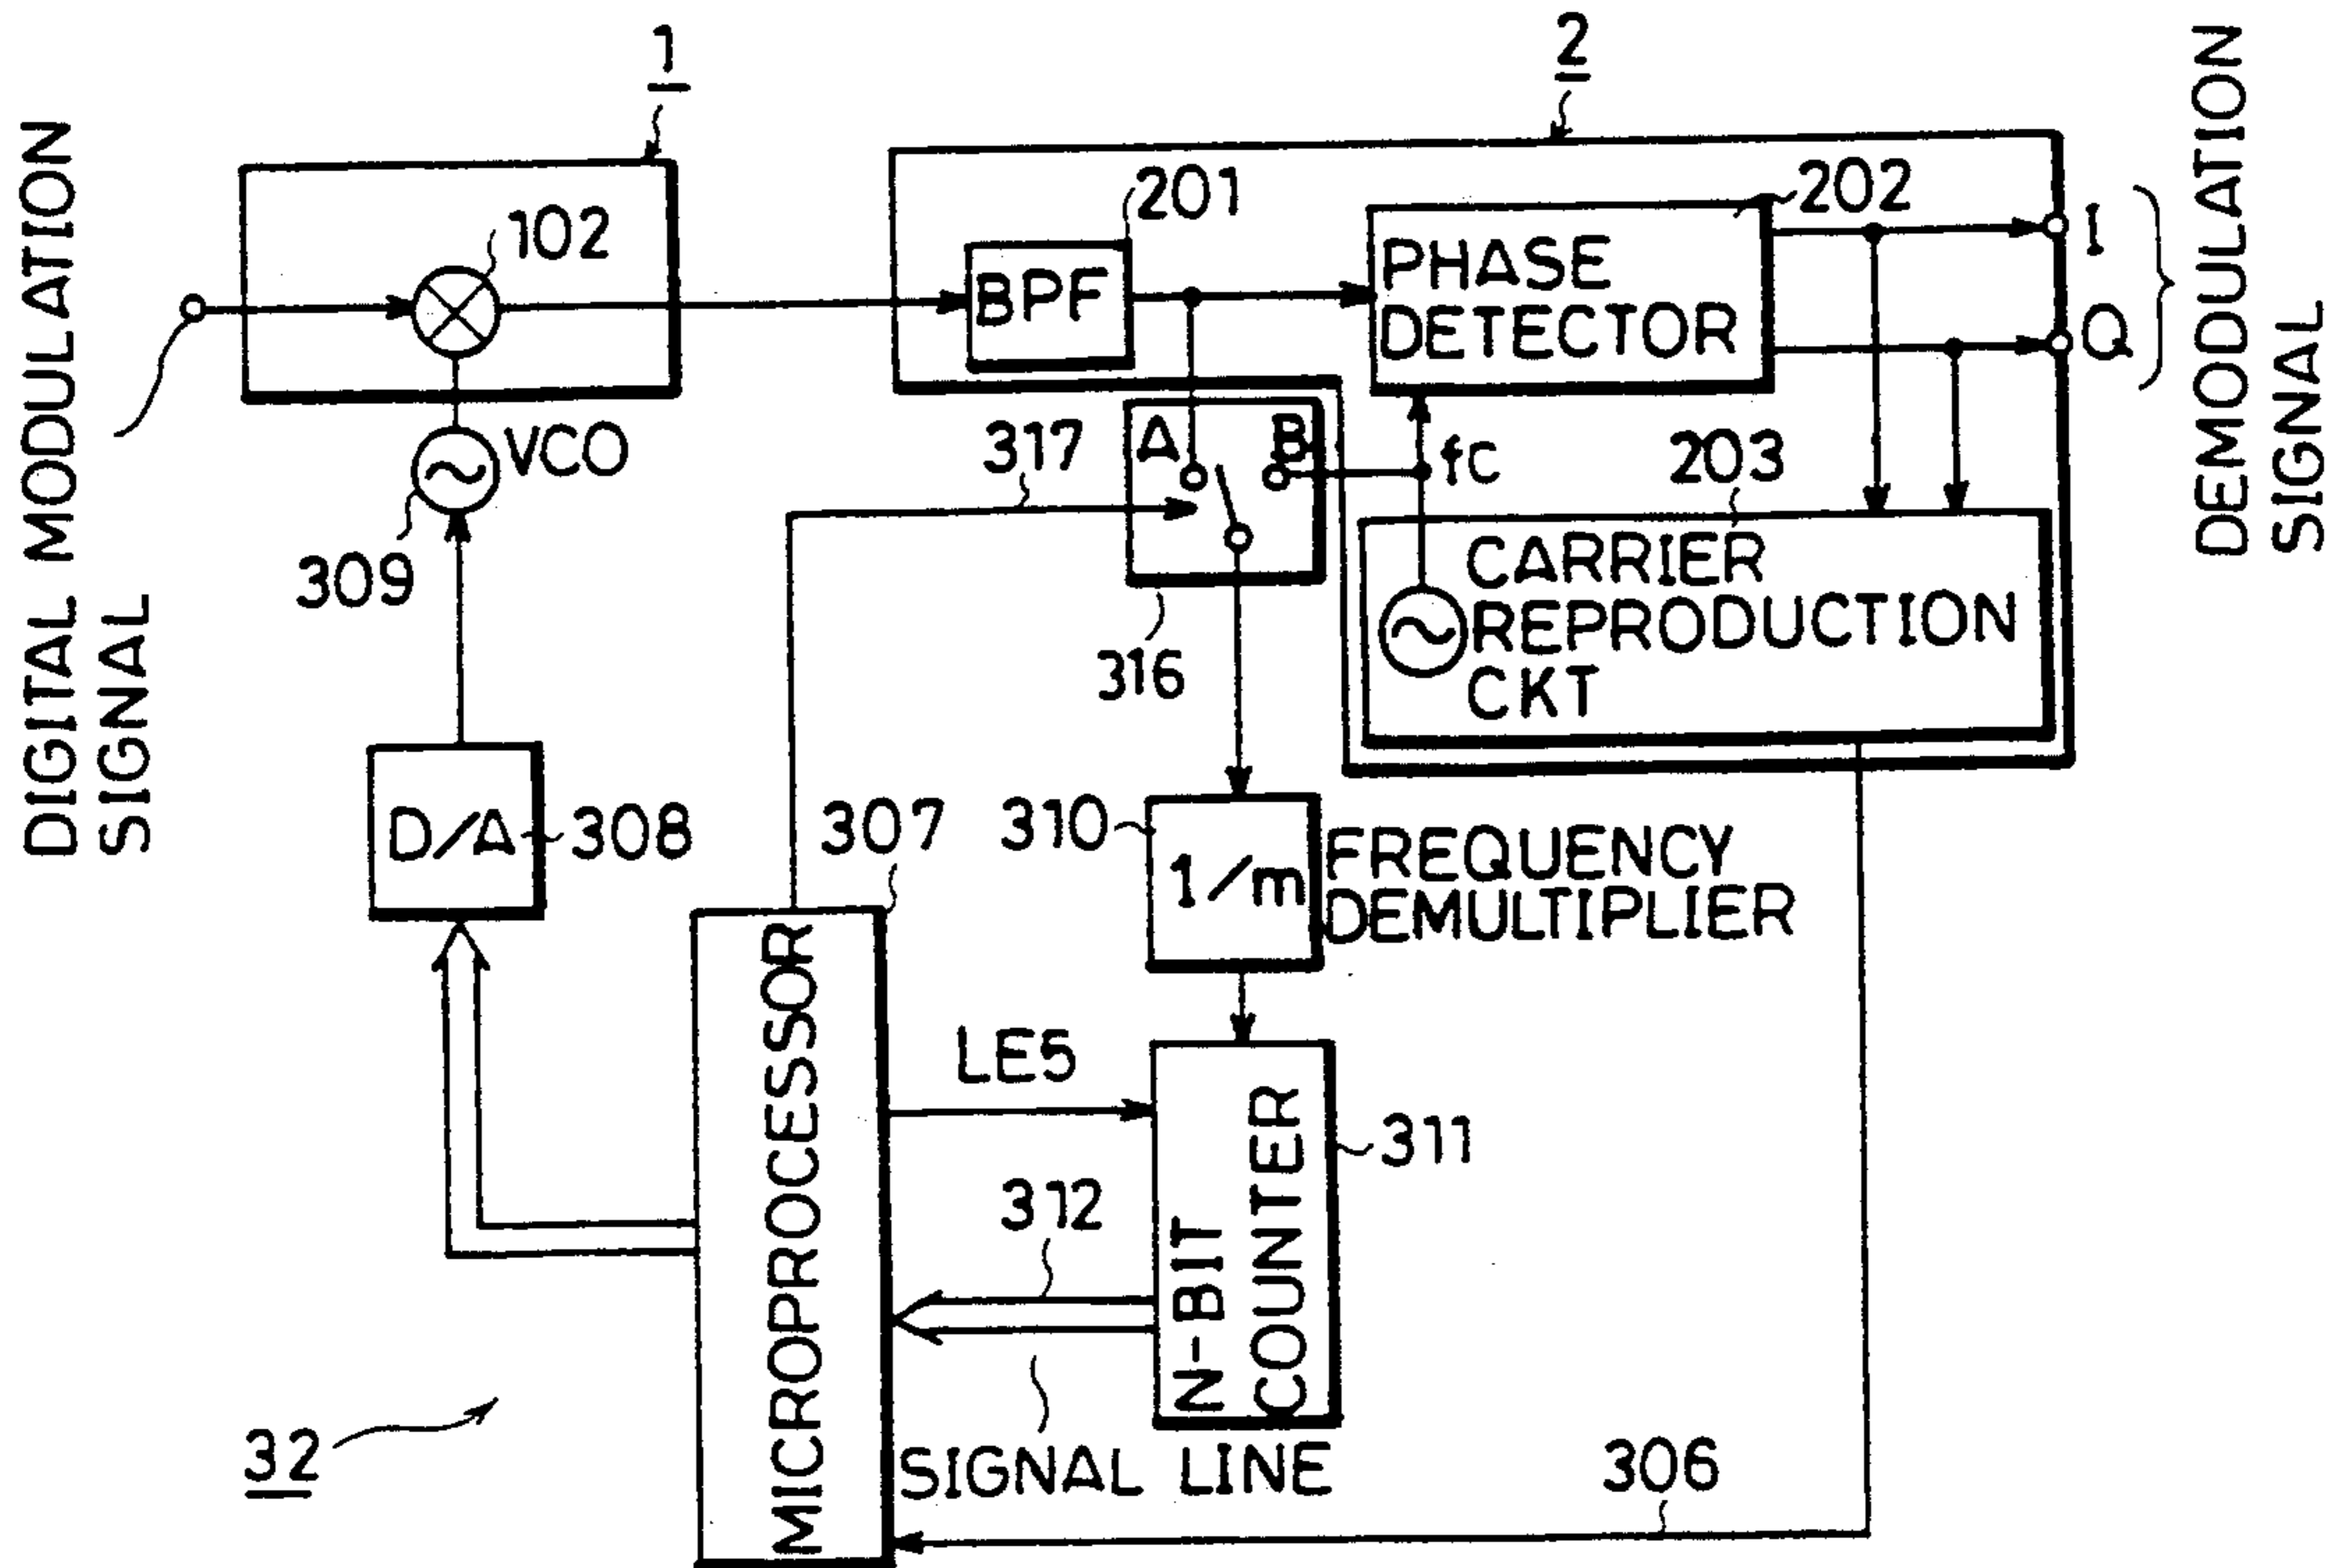 1
2
DIGITAL MODULATION
SIGNAL
102
201
BPF
202
PHASE
DETECTOR
I
Q
DEMODULATION
SIGNAL
VCO
309
317
A
B
fc
203
CARRIER
REPRODUCTION
CKT
316
D/A
308
307
310
1/m
FREQUENCY
DEMULTIPLIER
MICROPROCESSOR
LE5
N-BIT
COUNTER
311
312
SIGNAL LINE
32
306